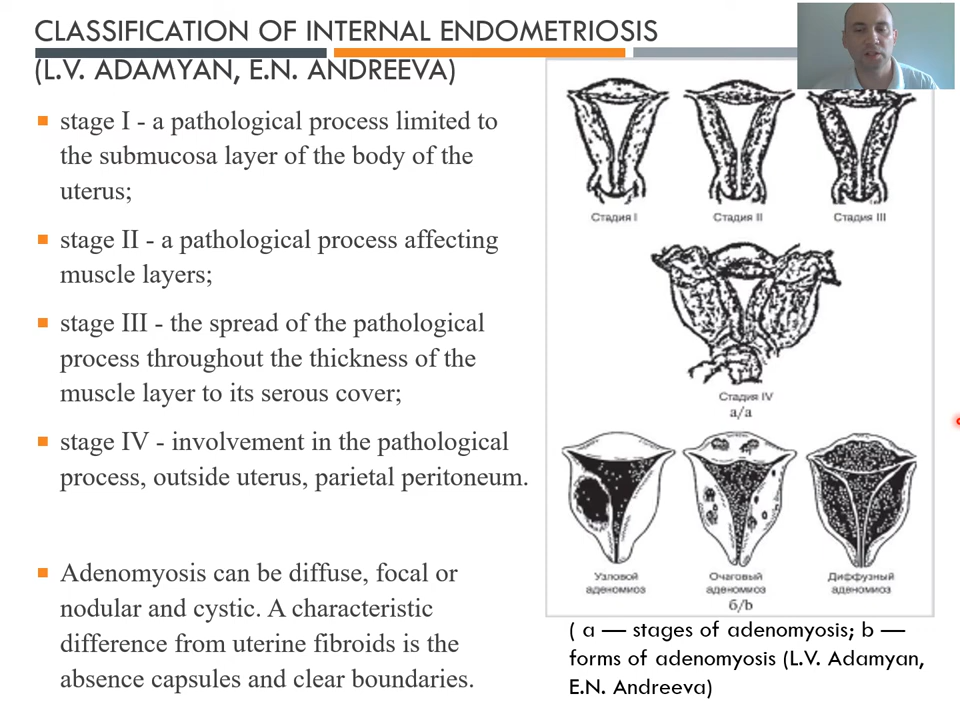 CLASSIFICATION OF INTERNAL ENDOMETRIOSIS
(L.V. ADAMYAN, E.N. ANDREEVA)
stage I - a pathological process limited to
the submucosa layer of the body of the
uterus;
stage II - a pathological process affecting
muscle layers;
stage III - the spread of the pathological
process throughout the thickness of the
muscle layer to its serous cover;
stage IV - involvement in the pathological
process, outside uterus, parietal peritoneum.
Adenomyosis can be diffuse, focal or
nodular and cystic. A characteristic
difference from uterine fibroids is the
absence capsules and clear boundaries.
Стадия I Стадия II Стадия III
Стадия IV
а/a
Узловой Очаговый Диффузный
аденомиоз аденомиоз аденомиоз
б/b
( a — stages of adenomyosis; b —
forms of adenomyosis (L.V. Adamyan,
E.N. Andreeva)